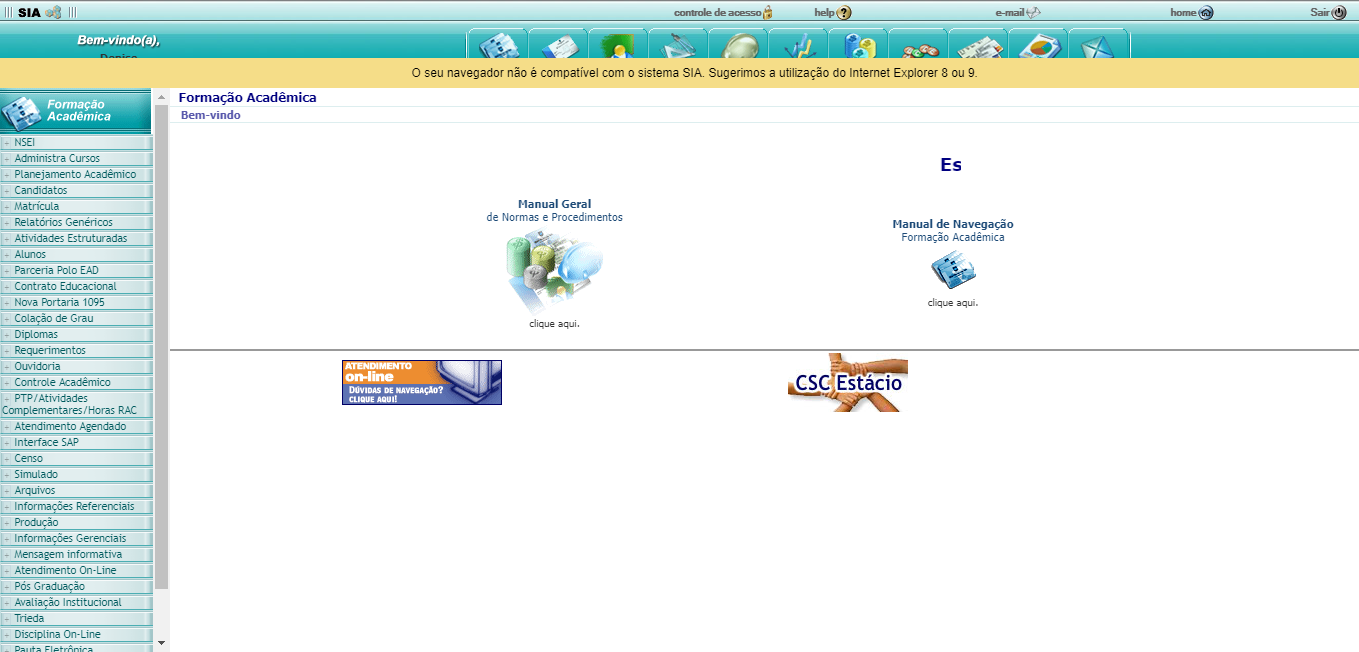 SIA
controle de acesso
help
e-mail
home
Sair
Bem-vindo(a),
Denise
O seu navegador não é compatível com o sistema SIA. Sugerimos a utilização do Internet Explorer 8 ou 9.
Formação
Acadêmica
NSEI
Administra Cursos
Planejamento Acadêmico
Candidatos
Matrícula
Relatórios Genéricos
Atividades Estruturadas
Alunos
Parceria Polo EAD
Contrato Educacional
Nova Portaria 1095
Colação de Grau
Diplomas
Requerimentos
Ouvidoria
Controle Acadêmico
PTP/Atividades
Complementares/Horas RAC
Atendimento Agendado
Interface SAP
Censo
Simulado
Arquivos
Informações Referenciais
Produção
Informações Gerenciais
Mensagem informativa
Atendimento On-Line
Pós Graduação
Avaliação Institucional
Trieda
Disciplina On-Line
Pauta Eletrônica
Formação Acadêmica
Bem-vindo
Es
Manual Geral
de Normas e Procedimentos
clique aqui.
Manual de Navegação
Formação Acadêmica
clique aqui.
ATENDIMENTO
on-line
DÚVIDAS DE NAVEGAÇÃO?
CLIQUE AQUI!
CSC Estácio